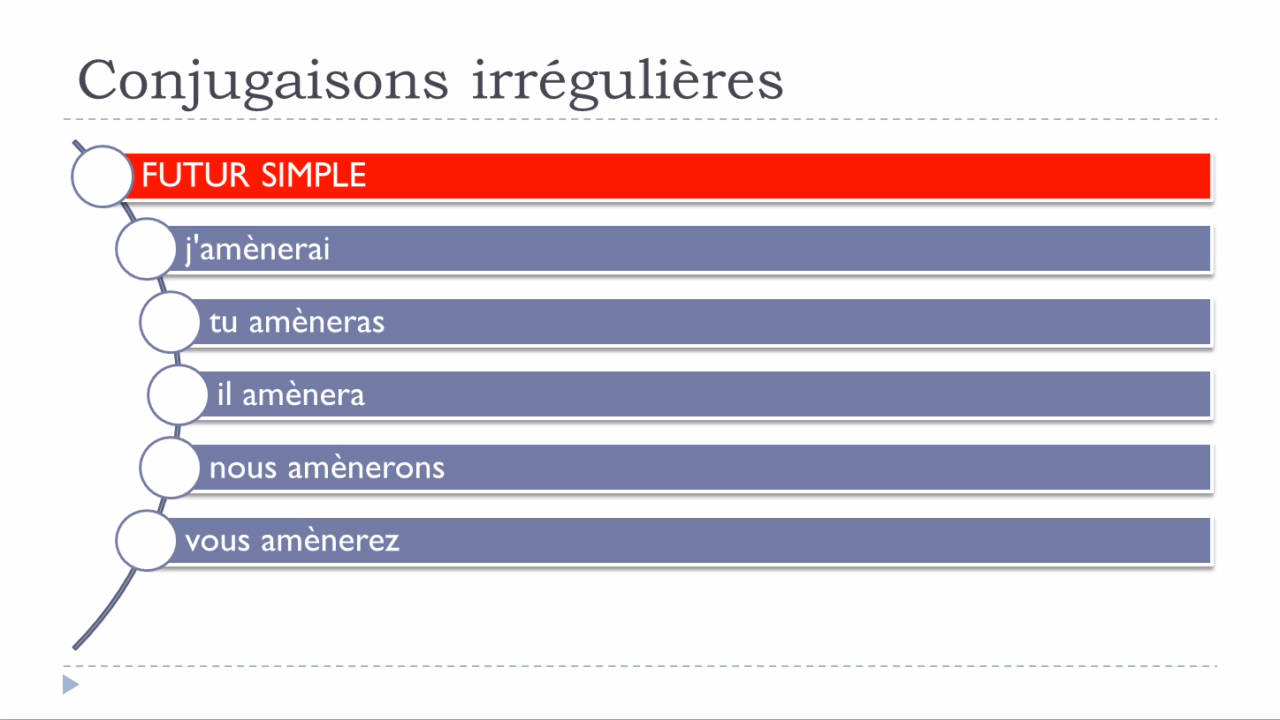 Conjugaisons irrégulières
FUTUR SIMPLE
j'amènerai
tu amèneras
il amènera
nous amènerons
vous amènerez